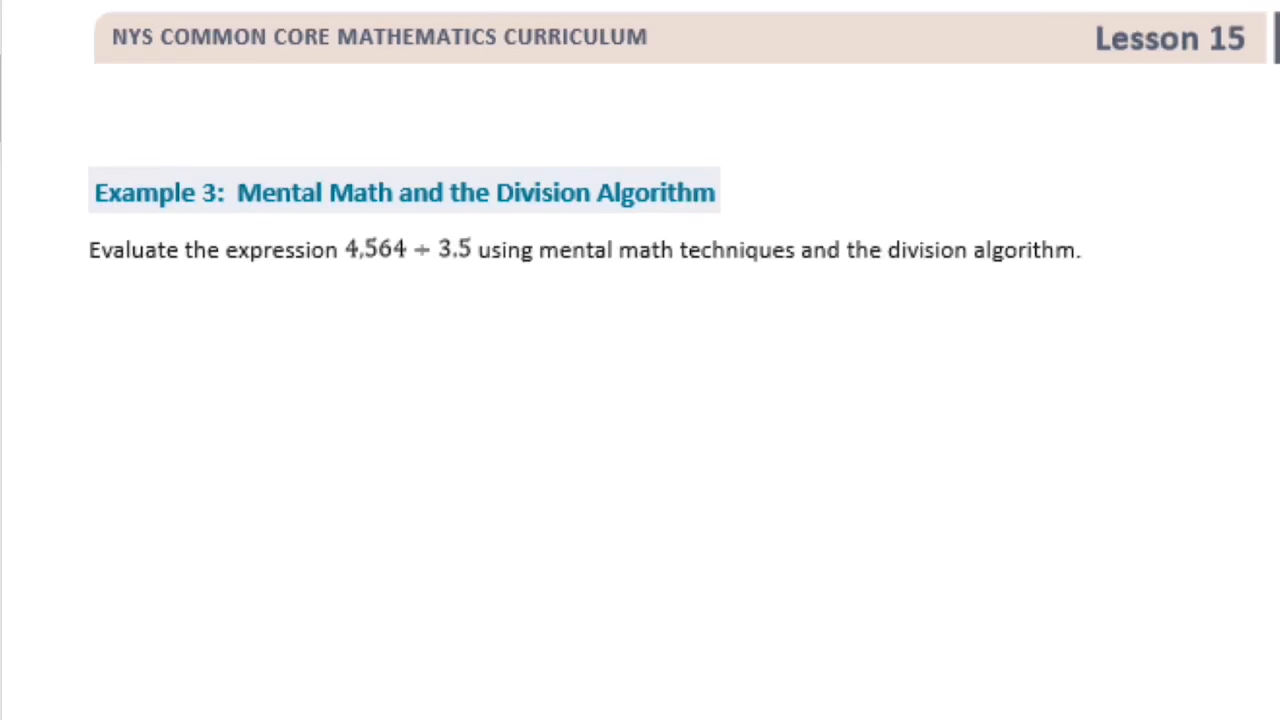 NYS COMMON CORE MATHEMATICS CURRICULUM
Lesson 15
Example 3: Mental Math and the Division Algorithm
Evaluate the expression 4,564 ÷ 3.5 using mental math techniques and the division algorithm.